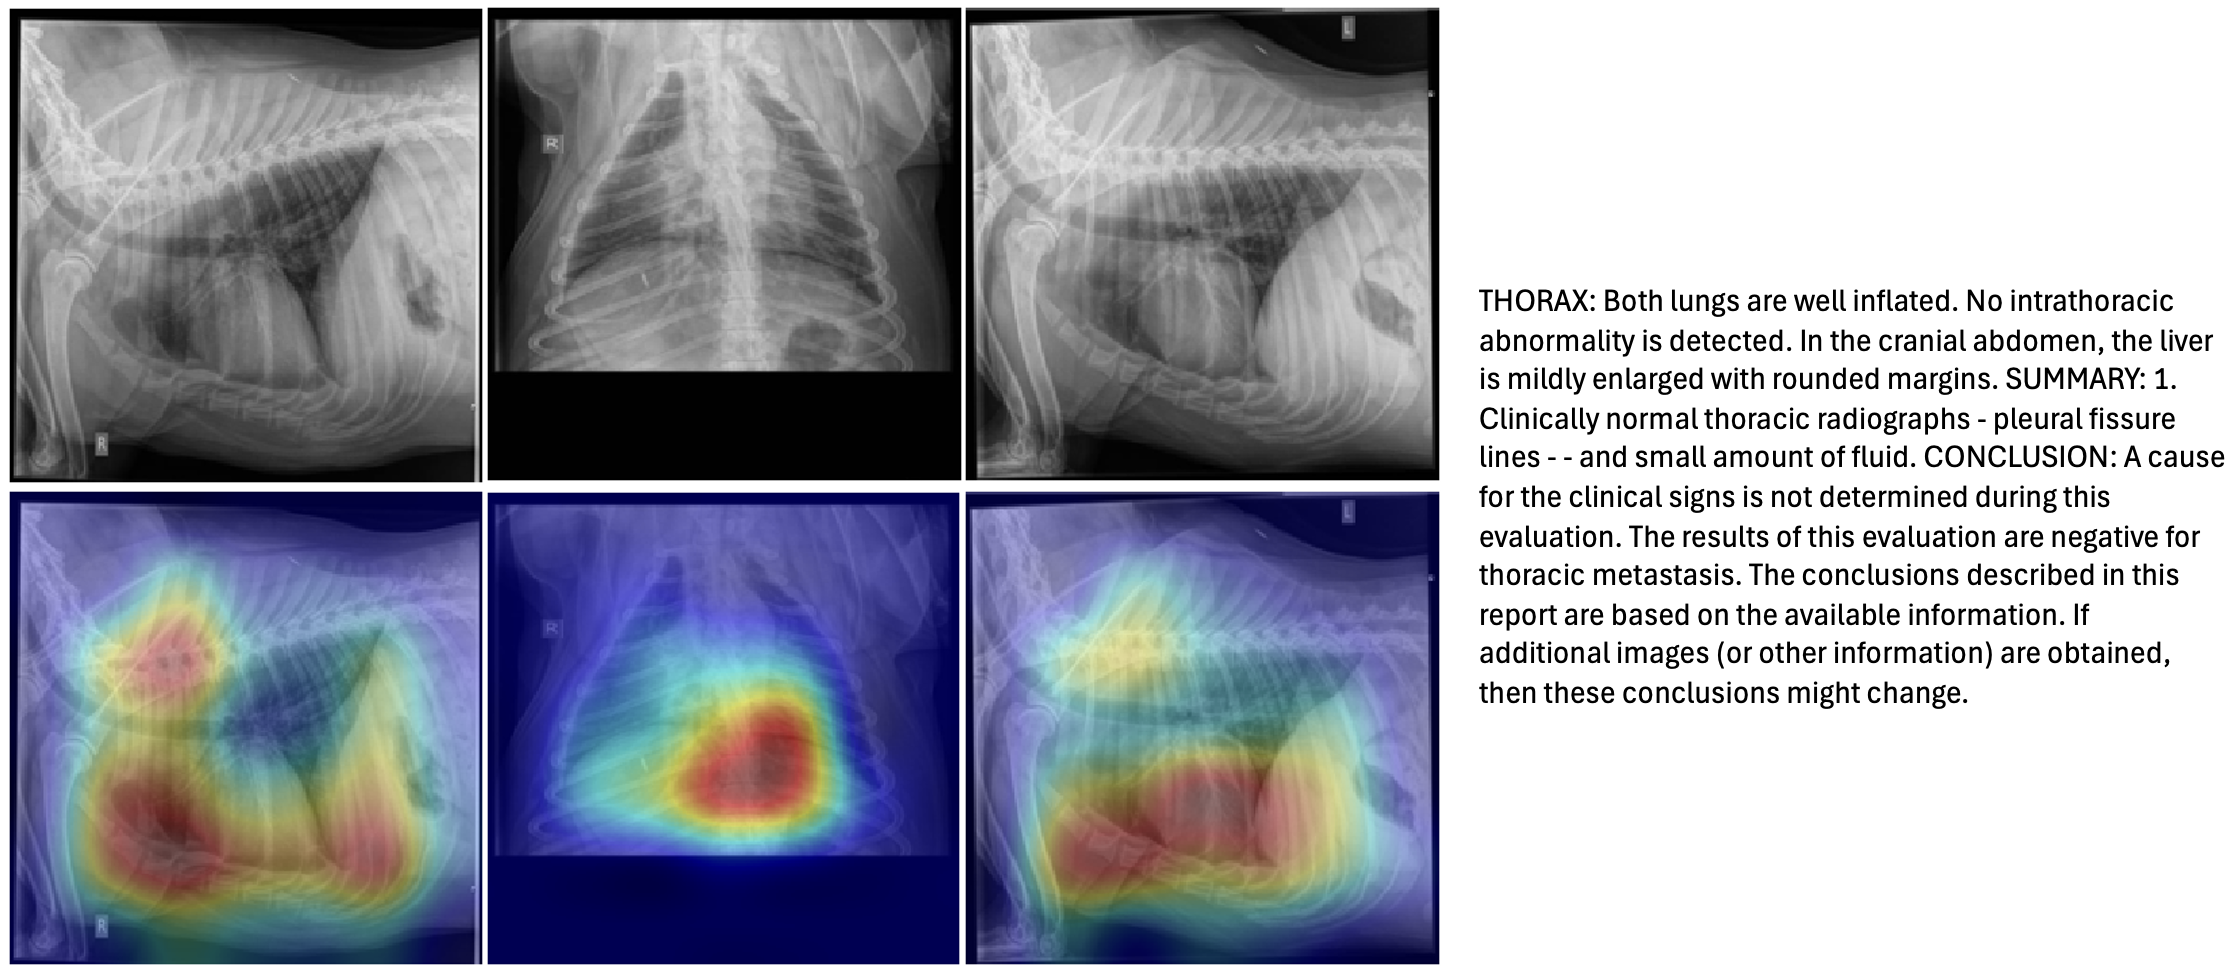 R
R
L
THORAX: Both lungs are well inflated. No intrathoracic
abnormality is detected. In the cranial abdomen, the liver
is mildly enlarged with rounded margins. SUMMARY: 1.
Clinically normal thoracic radiographs - pleural fissure
lines - - and small amount of fluid. CONCLUSION: A cause
for the clinical signs is not determined during this
evaluation. The results of this evaluation are negative for
thoracic metastasis. The conclusions described in this
report are based on the available information. If
additional images (or other information) are obtained,
then these conclusions might change.
R
R
L